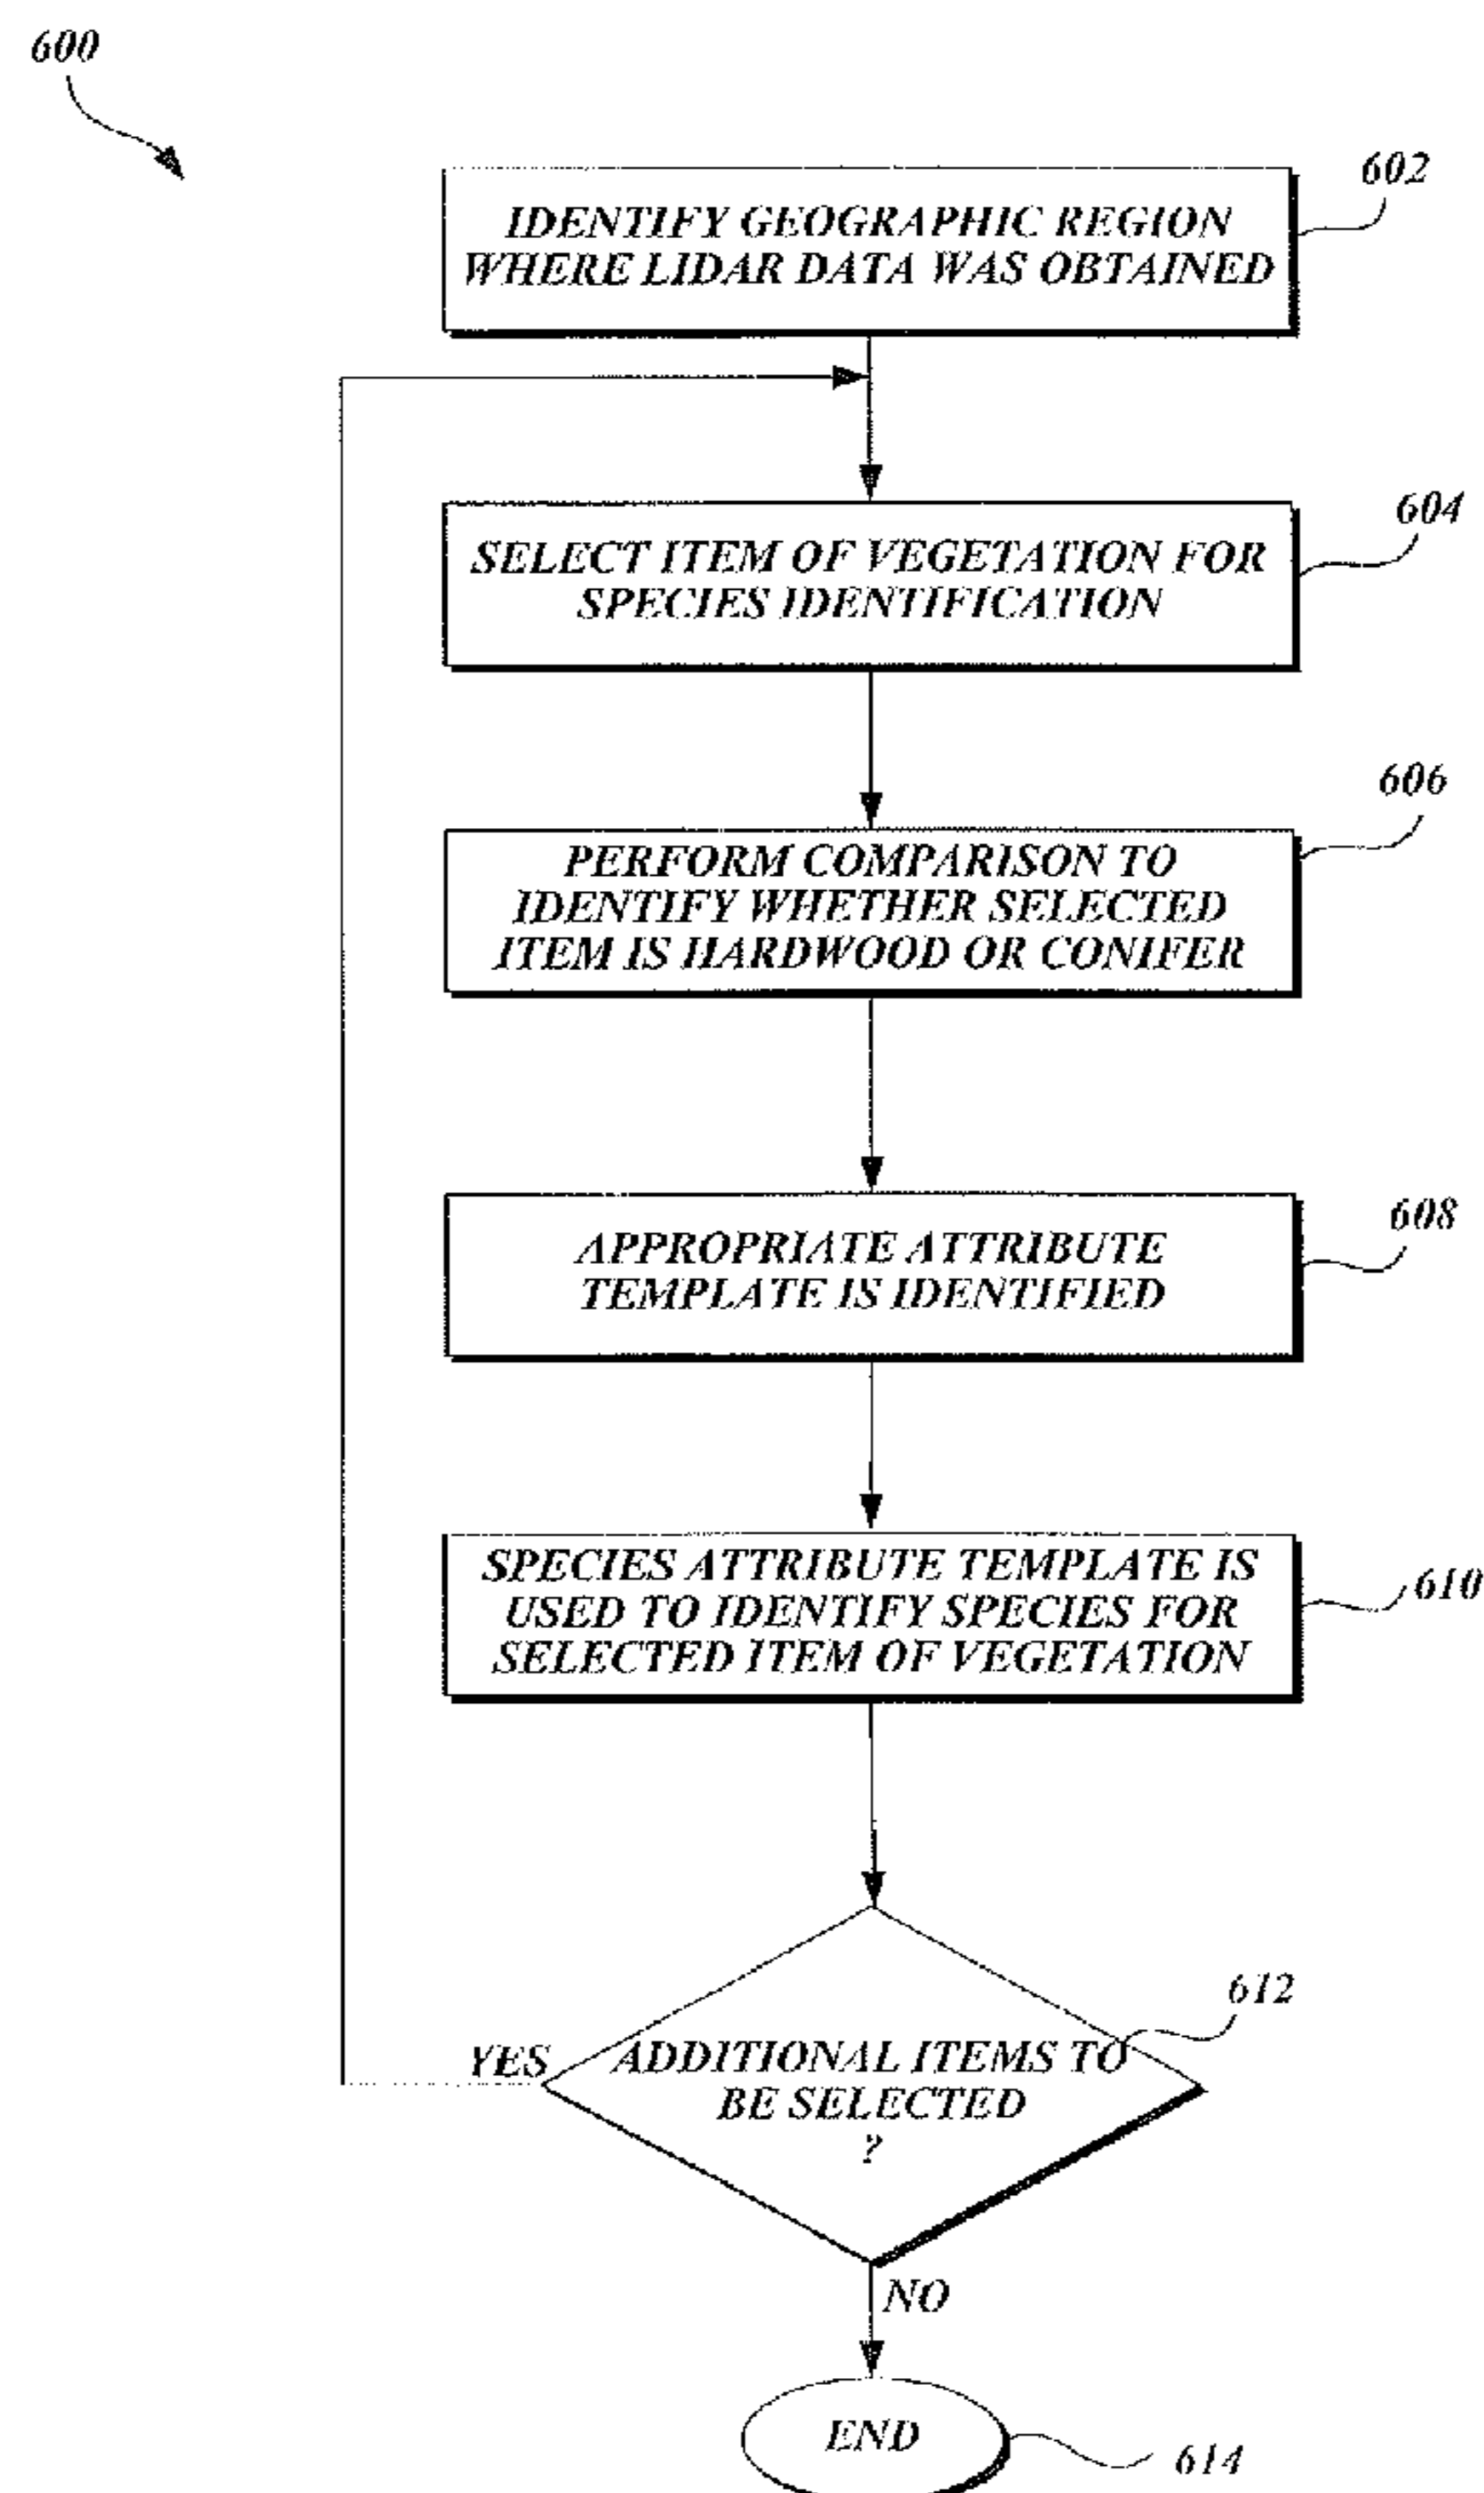 600
602
IDENTIFY GEOGRAPHIC REGION
WHERE LIDAR DATA WAS OBTAINED
604
SELECT ITEM OF VEGETATION FOR
SPECIES IDENTIFICATION
606
PERFORM COMPARISON TO
IDENTIFY WHETHER SELECTED
ITEM IS HARDWOOD OR CONIFER
608
APPROPRIATE ATTRIBUTE
TEMPLATE IS IDENTIFIED
610
SPECIES ATTRIBUTE TEMPLATE IS
USED TO IDENTIFY SPECIES FOR
SELECTED ITEM OF VEGETATION
612
YES
ADDITIONAL ITEMS TO
BE SELECTED
?
NO
END
614